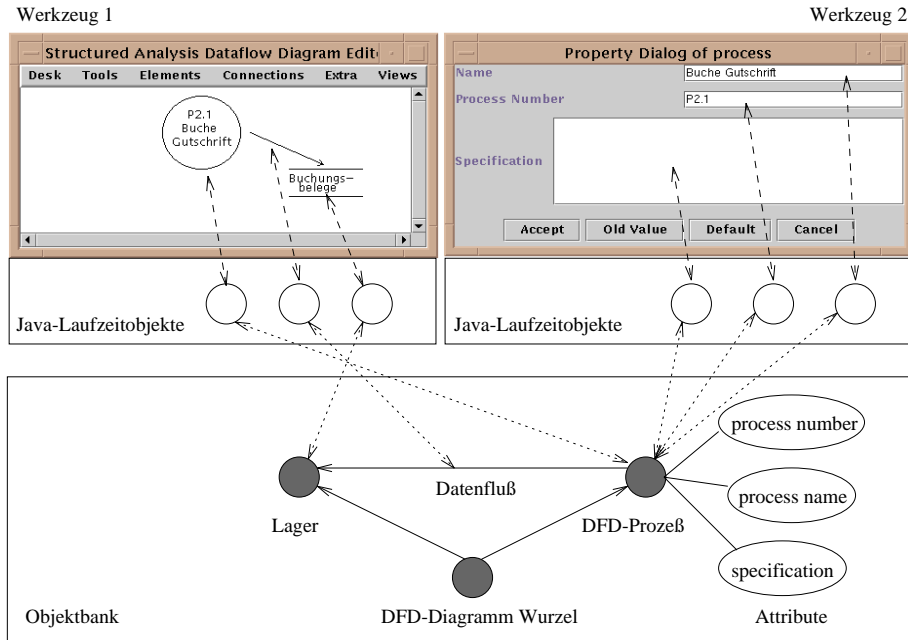 Werkzeug 1
Werkzeug 2
Structured Analysis Dataflow Diagram Edit
Desk Tools Elements Connections Extra Views
P2.1
Buche
Gutschrift
Buchungs-
belege
Property Dialog of process
Name
Buche Gutschrift
Process Number
P2.1
Specification
Accept Old Value Default Cancel
Java-Laufzeitobjekte
Java-Laufzeitobjekte
process number
process name
specification
Datenfluß
Lager
DFD-Prozeß
Objektbank
DFD-Diagramm Wurzel
Attribute